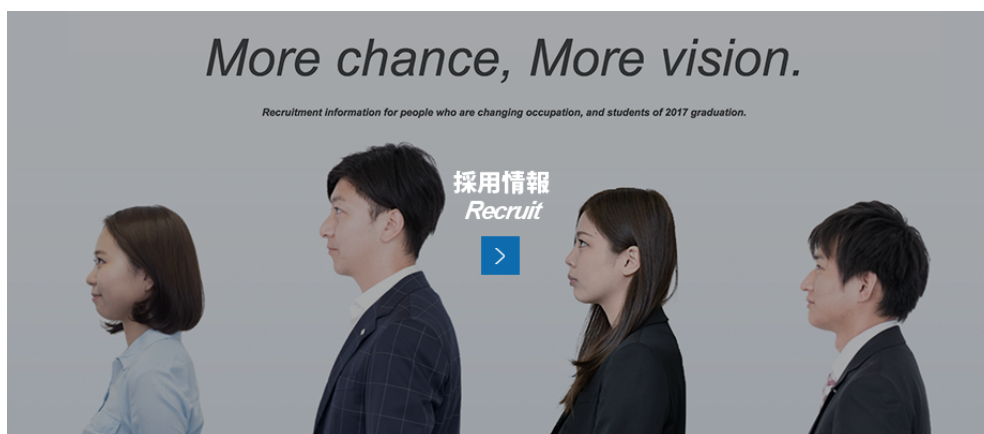 More chance, More vision.
Recruitment information for people who are changing occupation, and students of 2017 graduation.
採用情報
Recruit